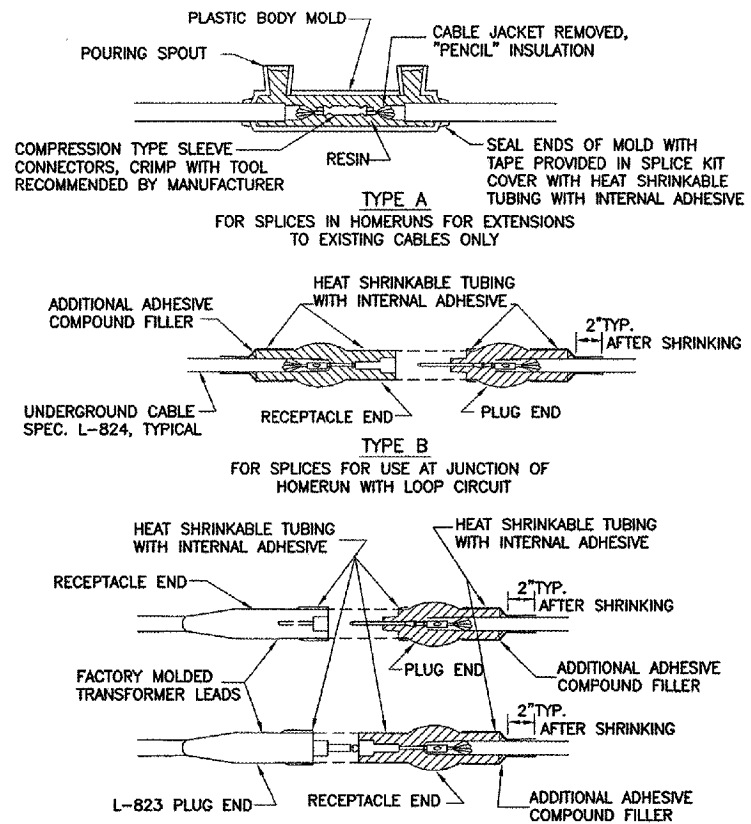 PLASTIC BODY MOLD
CABLE JACKET REMOVED,
"PENCIL" INSULATION
POURING SPOUT
COMPRESSION TYPE SLEEVE
CONNECTORS, CRIMP WITH TOOL
RECOMMENDED BY MANUFACTURER
RESIN
SEAL ENDS OF MOLD WITH
TAPE PROVIDED IN SPLICE KIT
COVER WITH HEAT SHRINKABLE
TUBING WITH INTERNAL ADHESIVE
TYPE A
FOR SPLICES IN HOMERUNS FOR EXTENSIONS
TO EXISTING CABLES ONLY
HEAT SHRINKABLE TUBING
WITH INTERNAL ADHESIVE
ADDITIONAL ADHESIVE
COMPOUND FILLER
2"TYP.
AFTER SHRINKING
UNDERGROUND CABLE
SPEC. L-824, TYPICAL
RECEPTACLE END
PLUG END
TYPE B
FOR SPLICES FOR USE AT JUNCTION OF
HOMERUN WITH LOOP CIRCUIT
HEAT SHRINKABLE TUBING
WITH INTERNAL ADHESIVE
HEAT SHRINKABLE TUBING
WITH INTERNAL ADHESIVE
RECEPTACLE END
2"TYP.
AFTER SHRINKING
PLUG END
FACTORY MOLDED
TRANSFORMER LEADS
ADDITIONAL ADHESIVE
COMPOUND FILLER
2"TYP.
AFTER SHRINKING
L-823 PLUG END
RECEPTACLE END
ADDITIONAL ADHESIVE
COMPOUND FILLER